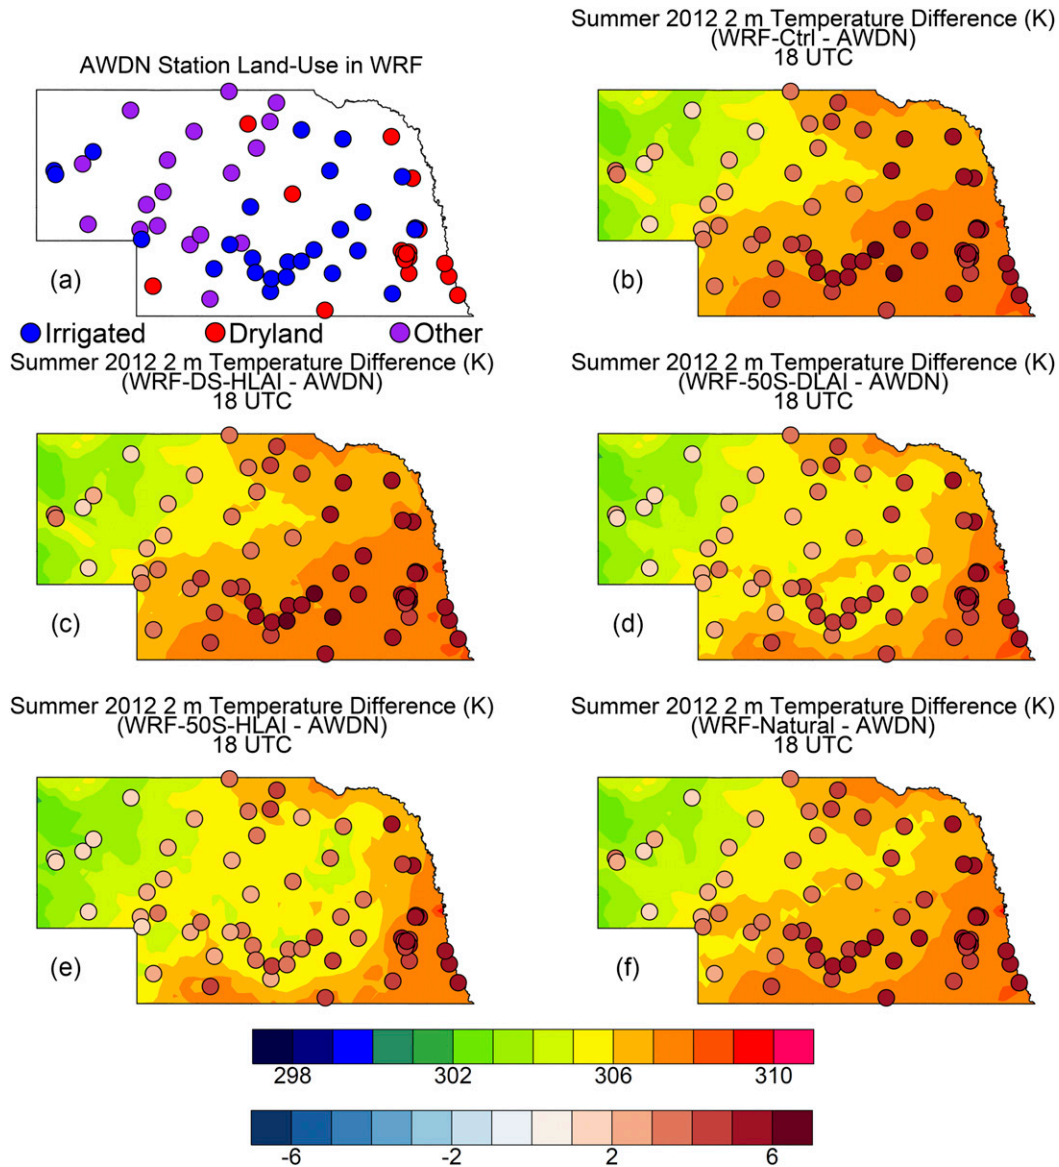 Summer 2012 2 m Temperature Difference (K)
(WRF-Ctrl - AWDN)
18 UTC
AWDN Station Land-Use in WRF
(a)
(b)
Irrigated Dryland Other
Summer 2012 2 m Temperature Difference (K)
(WRF-DS-HLAI - AWDN)
18 UTC
Summer 2012 2 m Temperature Difference (K)
(WRF-50S-DLAI - AWDN)
18 UTC
(c)
(d)
Summer 2012 2 m Temperature Difference (K)
(WRF-50S-HLAI - AWDN)
18 UTC
Summer 2012 2 m Temperature Difference (K)
(WRF-Natural - AWDN)
18 UTC
(e)
(f)
298 302 306 310
-6 -2 2 6